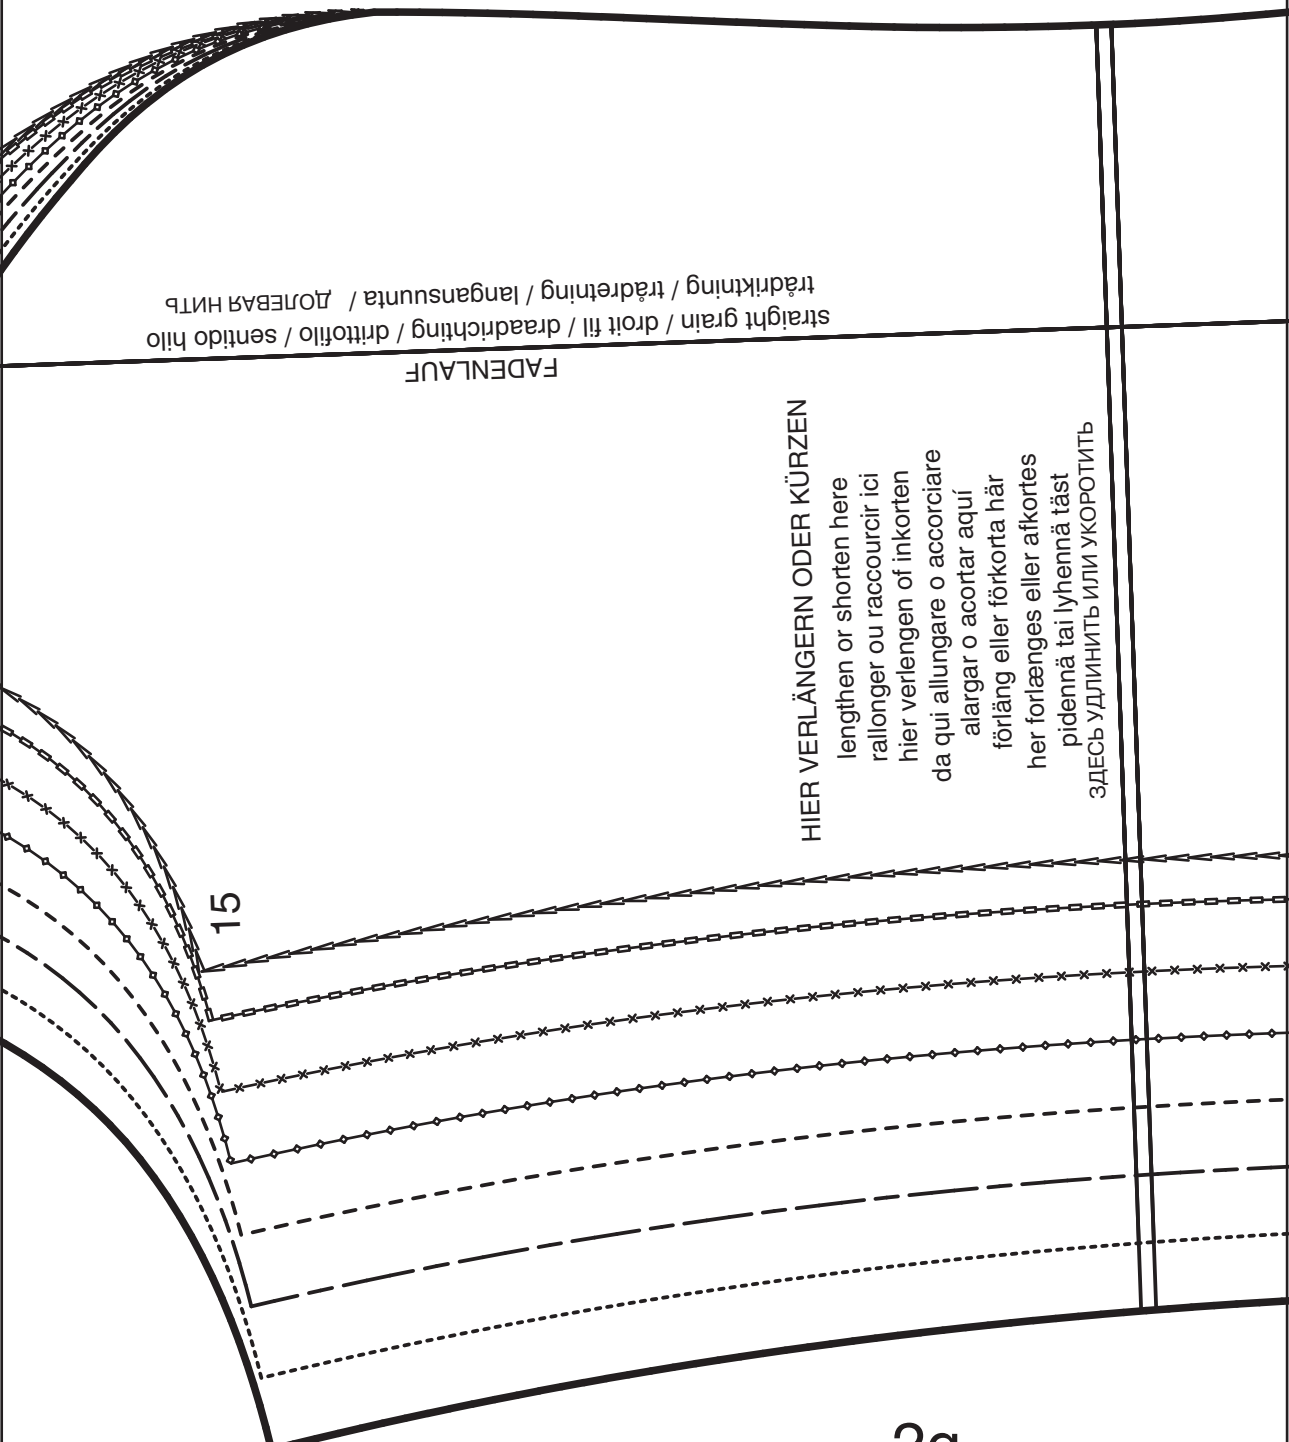 trådriktning / trådretning / langansuunta / ДОЛЕВАЯ НИТЬ
straight grain / droit fil / draadrichting / drittofilo / sentido hilo
FADENLAUF
HIER VERLÄNGERN ODER KÜRZEN
lengthen or shorten here
rallonger ou raccourcir ici
hier verlengen of inkorten
da qui allungare o accorciare
alargar o acortar aquí
förläng eller förkorta här
her forlænges eller afkortes
pidennä tai lyhennä täst
ЗДЕСЬ УДЛИНИТЬ ИЛИ УКОРОТИТЬ
15